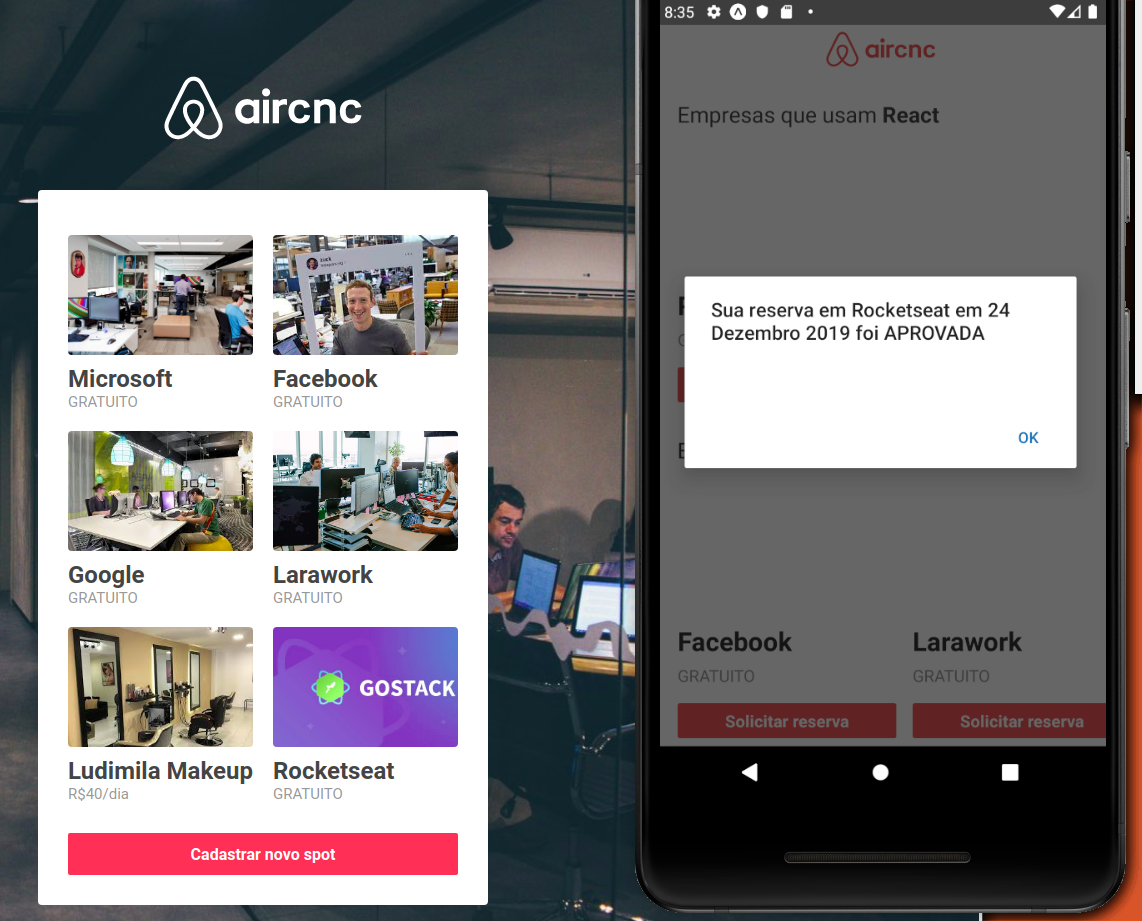 aircnc
Microsoft
GRATUITO
Facebook
GRATUITO
Google
GRATUITO
Larawork
GRATUITO
GOSTACK
Ludimila Makeup
R$40/dia
Rocketseat
GRATUITO
Cadastrar novo spot
8:35
aircnc
Empresas que usam React
Sua reserva em Rocketseat em 24
Dezembro 2019 foi APROVADA
OK
Facebook
GRATUITO
Solicitar reserva
Larawork
GRATUITO
Solicitar reserva